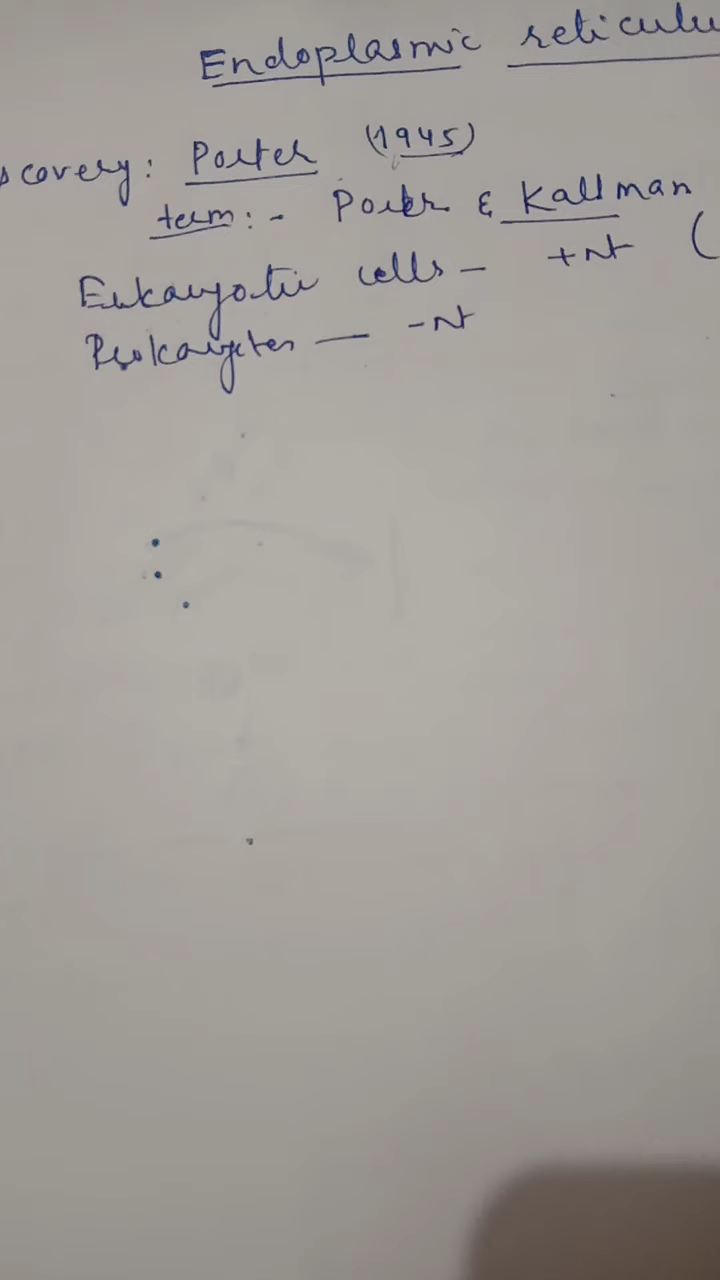 Endoplasmic reticulu
scovery: Porter (1945)
term:- Porter & Kallman
Eukaryotic cells - +nt (
Prokaryotes — -nt